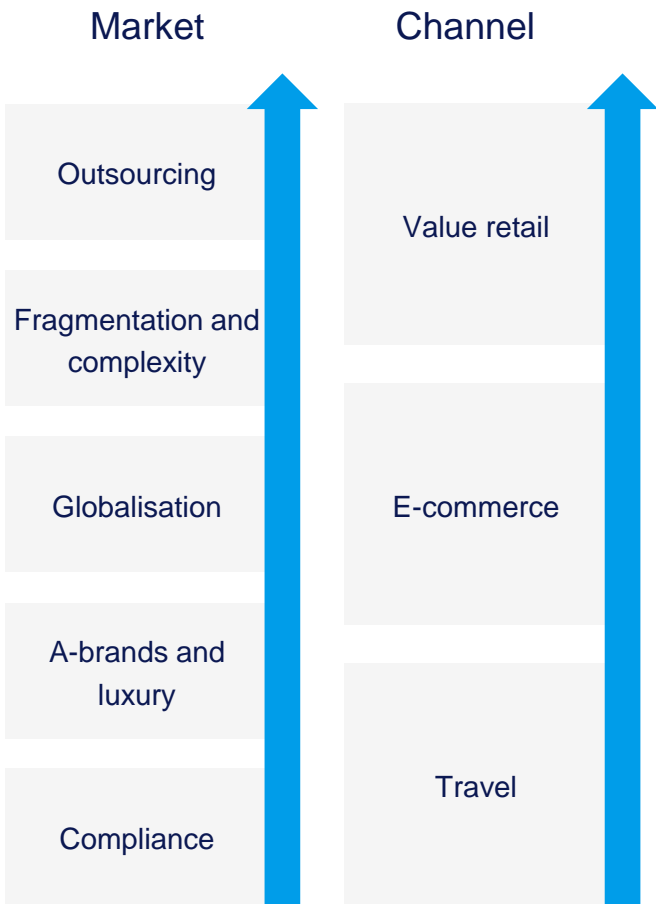 Market
Outsourcing
Fragmentation and
complexity
Globalisation
A-brands and
luxury
Compliance
Channel
Value retail
E-commerce
Travel